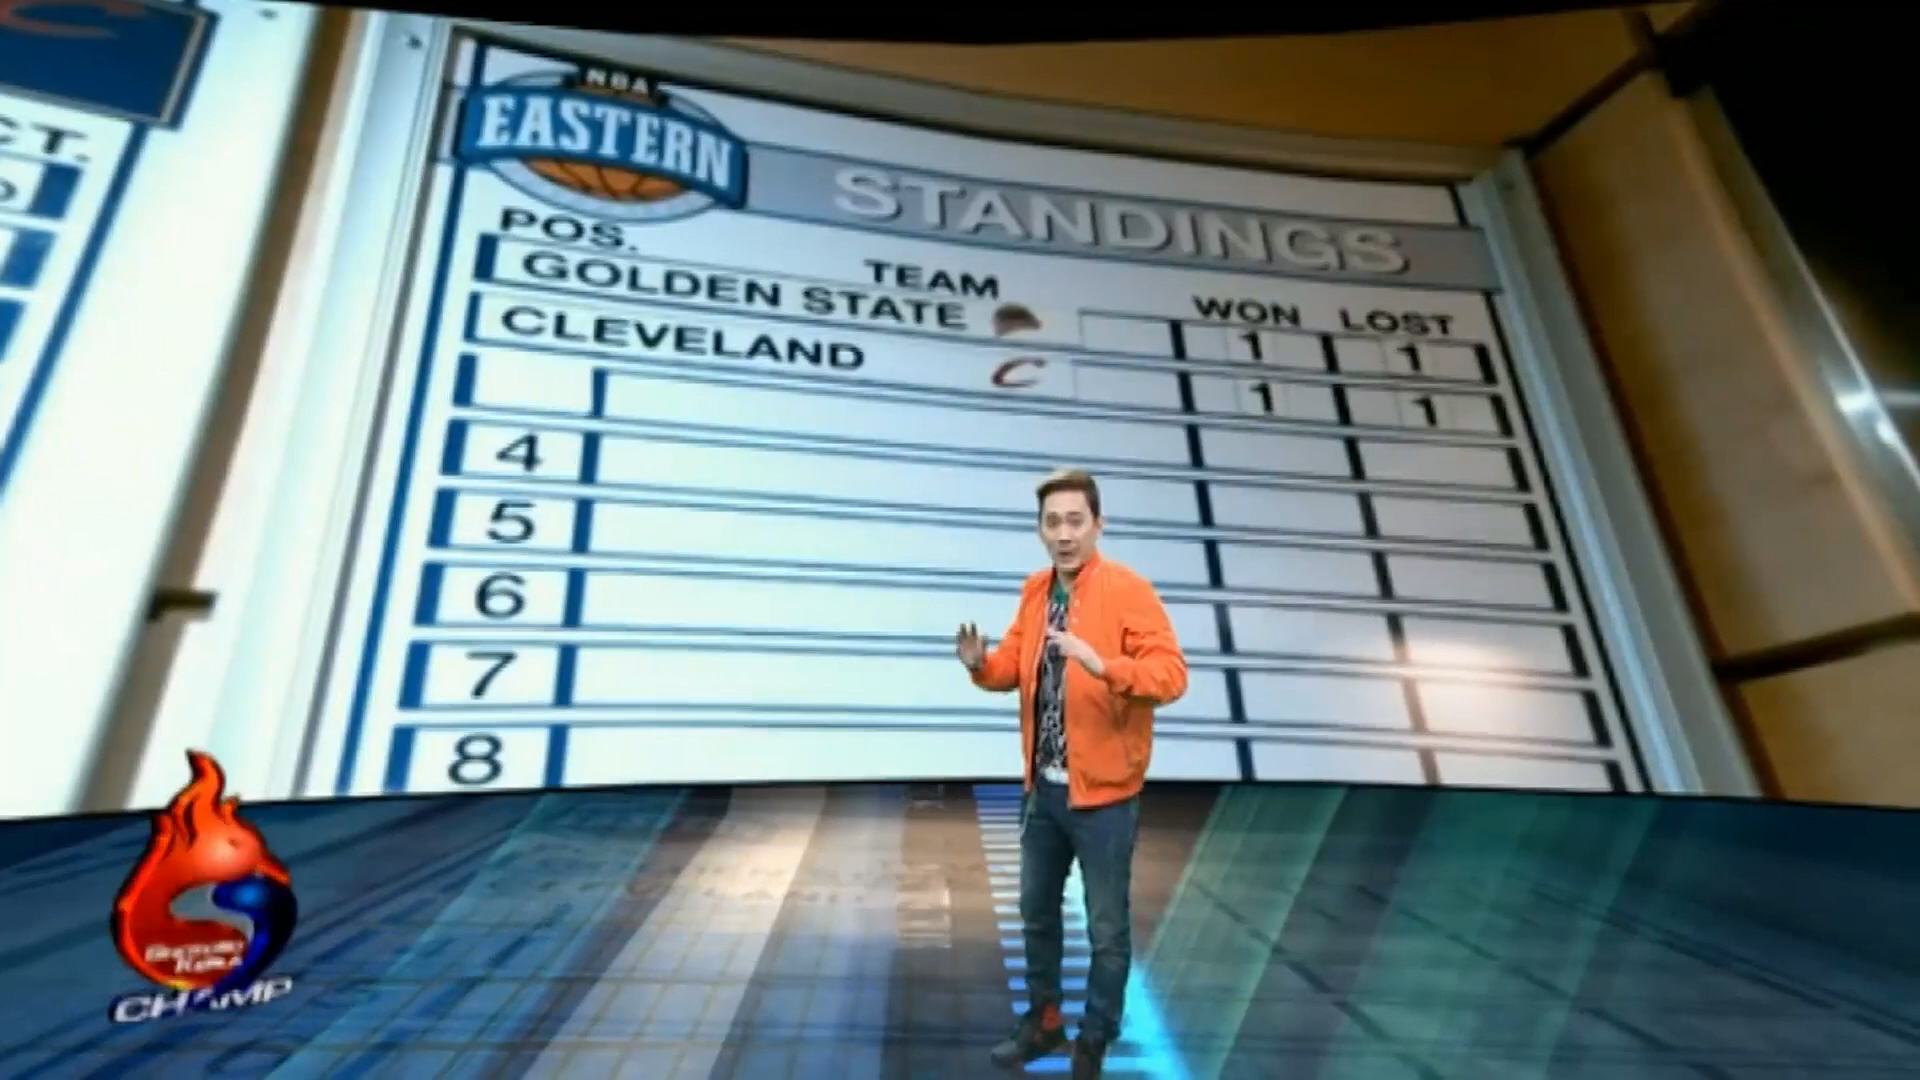 CT.
NBA
EASTERN
STANDINGS
POS. TEAM WON LOST
GOLDEN STATE 1 1
CLEVELAND C 1 1
4
5
6
7
8
CHAMP